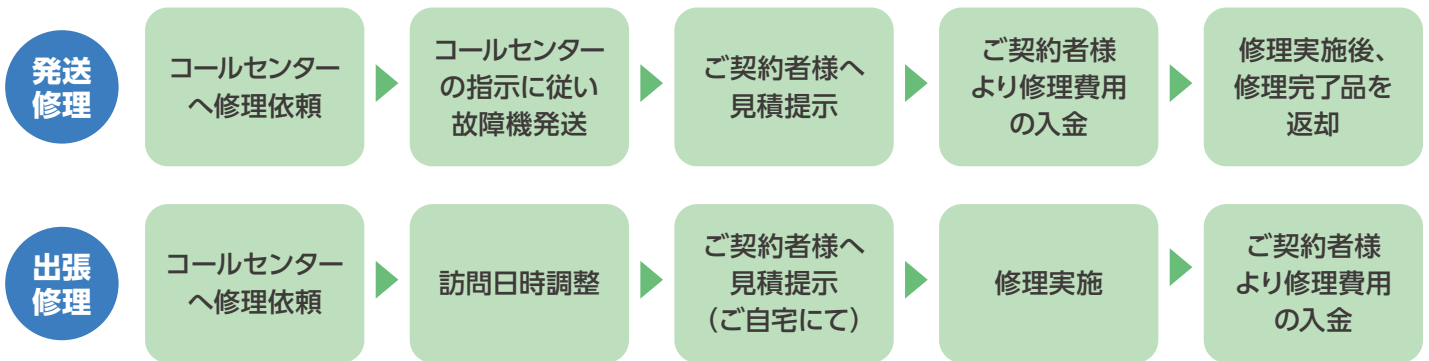 発送
修理
コールセンター
へ修理依頼
コールセンター
の指示に従い
故障機発送
ご契約者様へ
見積提示
ご契約者様
より修理費用
の入金
修理実施後、
修理完了品を
返却
出張
修理
コールセンター
へ修理依頼
訪問日時調整
ご契約者様へ
見積提示
（ご自宅にて）
修理実施
ご契約者様
より修理費用
の入金